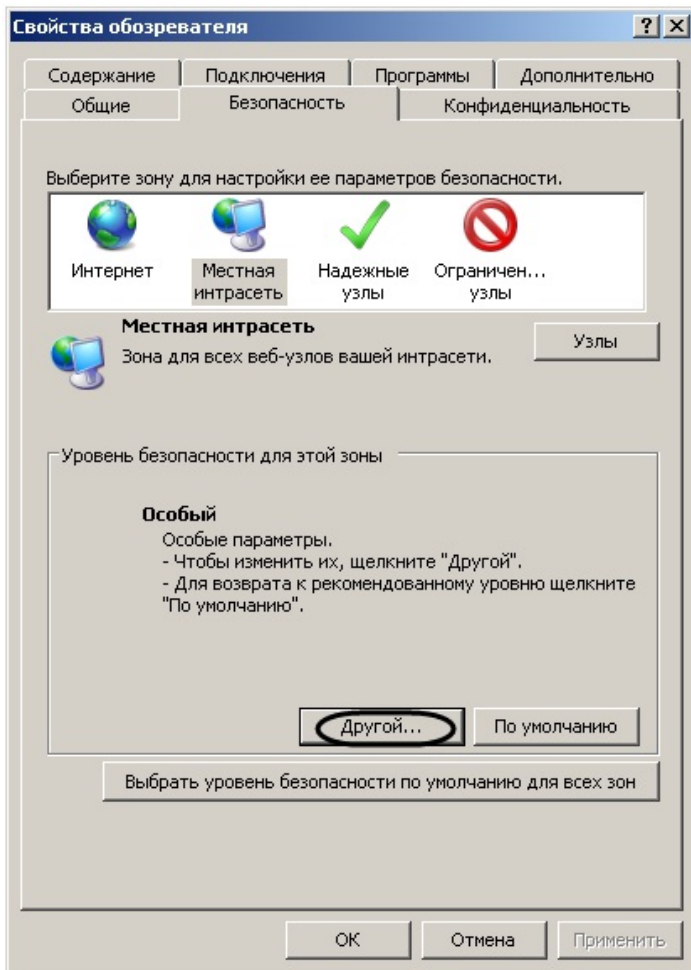 Свойства обозревателя
Содержание Подключения Программы Дополнительно
Общие Безопасность Конфиденциальность
Выберите зону для настройки ее параметров безопасности.
Интернет Местная интрасеть Надежные узлы Ограничен... узлы
Местная интрасеть
Зона для всех веб-узлов вашей интрасети.
Узлы
Уровень безопасности для этой зоны
Особый
Особые параметры.
- Чтобы изменить их, щелкните "Другой".
- Для возврата к рекомендованному уровню щелкните
"По умолчанию".
Другой... По умолчанию
Выбрать уровень безопасности по умолчанию для всех зон
ОК Отмена Применить